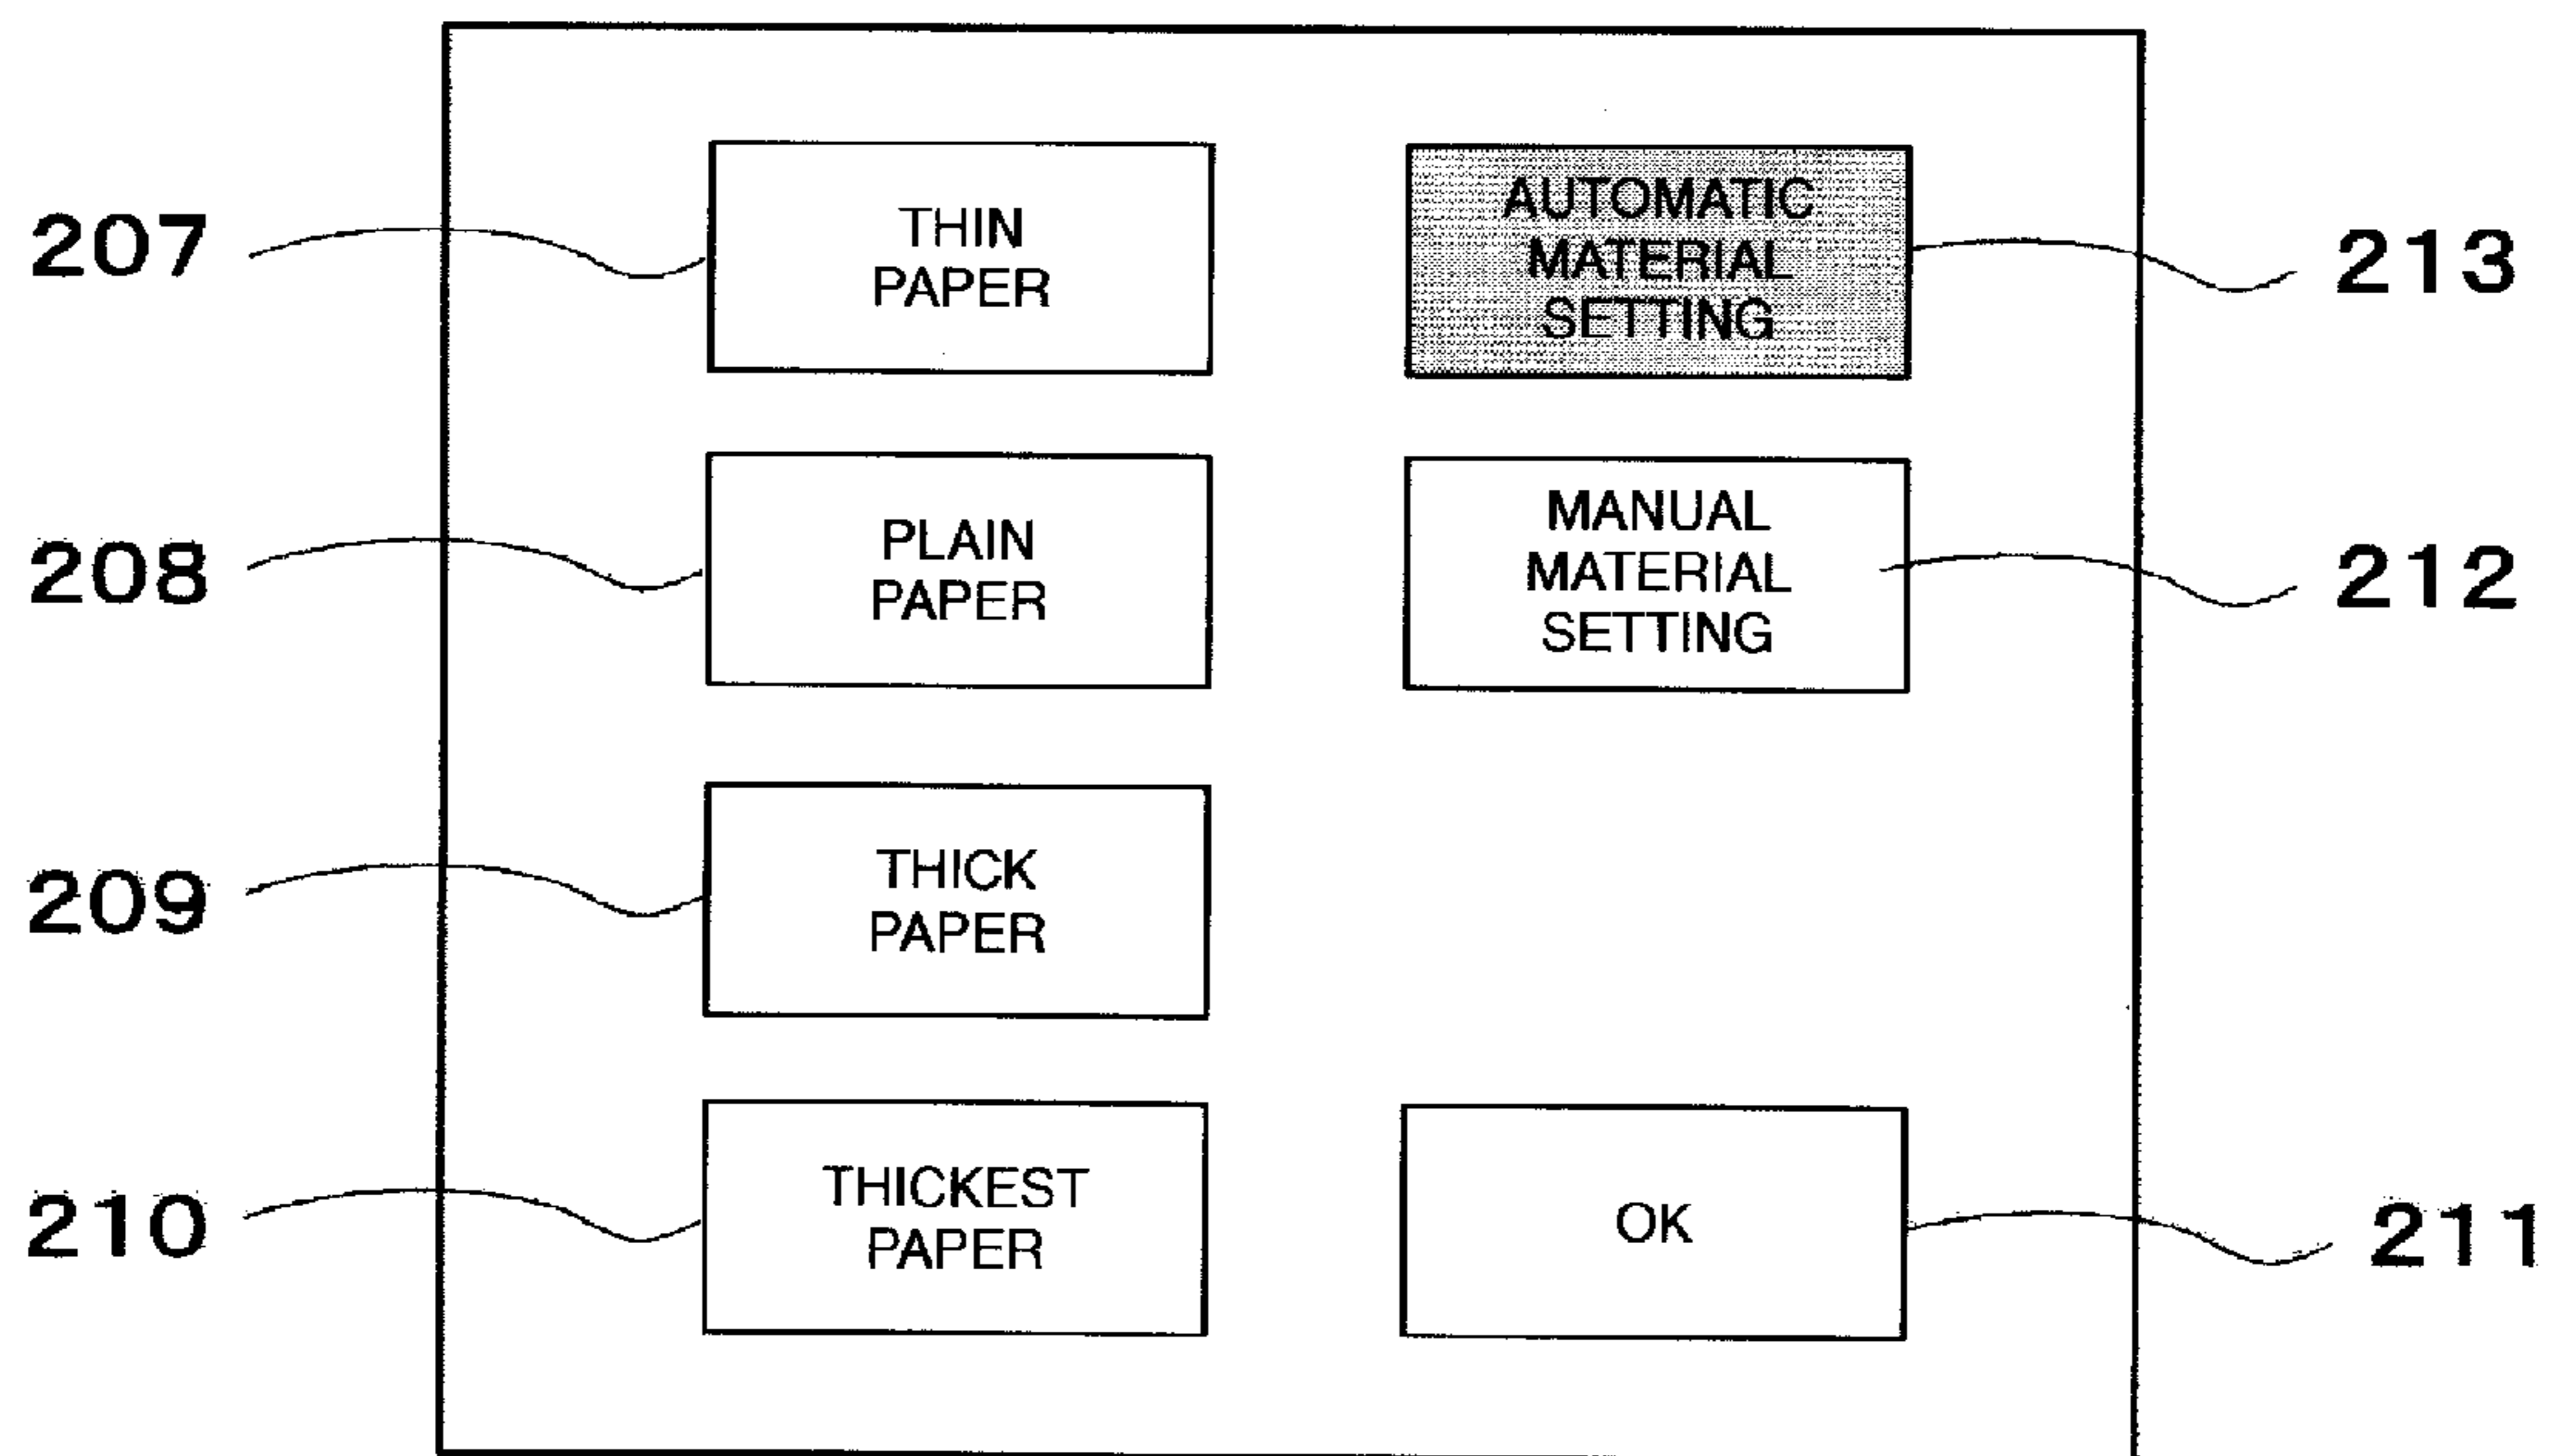 207
THIN
PAPER
AUTOMATIC
MATERIAL
SETTING
213
208
PLAIN
PAPER
MANUAL
MATERIAL
SETTING
212
209
THICK
PAPER
210
THICKEST
PAPER
OK
211